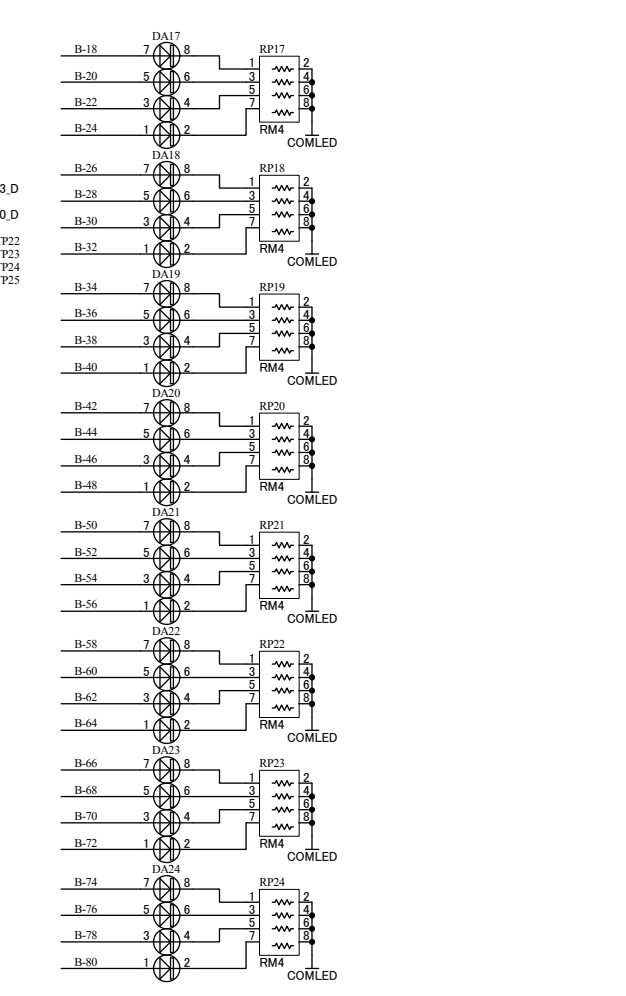 DA17
B-18 7 8 RP17
1 2
B-20 5 6 3 4
5 6
B-22 3 4 7 8
B-24 1 2 RM4
COMLED
DA18
B-26 7 8 RP18
1 2
3_D
B-28 5 6 3 4
5 6
0_D
B-30 3 4 7 8
TP22
B-32 1 2 RM4
TP23
COMLED
TP24
DA19
TP25
B-34 7 8 RP19
1 2
B-36 5 6 3 4
5 6
B-38 3 4 7 8
B-40 1 2 RM4
COMLED
DA20
B-42 7 8 RP20
1 2
B-44 5 6 3 4
5 6
B-46 3 4 7 8
B-48 1 2 RM4
COMLED
DA21
B-50 7 8 RP21
1 2
B-52 5 6 3 4
5 6
B-54 3 4 7 8
B-56 1 2 RM4
COMLED
DA22
B-58 7 8 RP22
1 2
B-60 5 6 3 4
5 6
B-62 3 4 7 8
B-64 1 2 RM4
COMLED
DA23
B-66 7 8 RP23
1 2
B-68 5 6 3 4
5 6
B-70 3 4 7 8
B-72 1 2 RM4
COMLED
DA24
B-74 7 8 RP24
1 2
B-76 5 6 3 4
5 6
B-78 3 4 7 8
B-80 1 2 RM4
COMLED